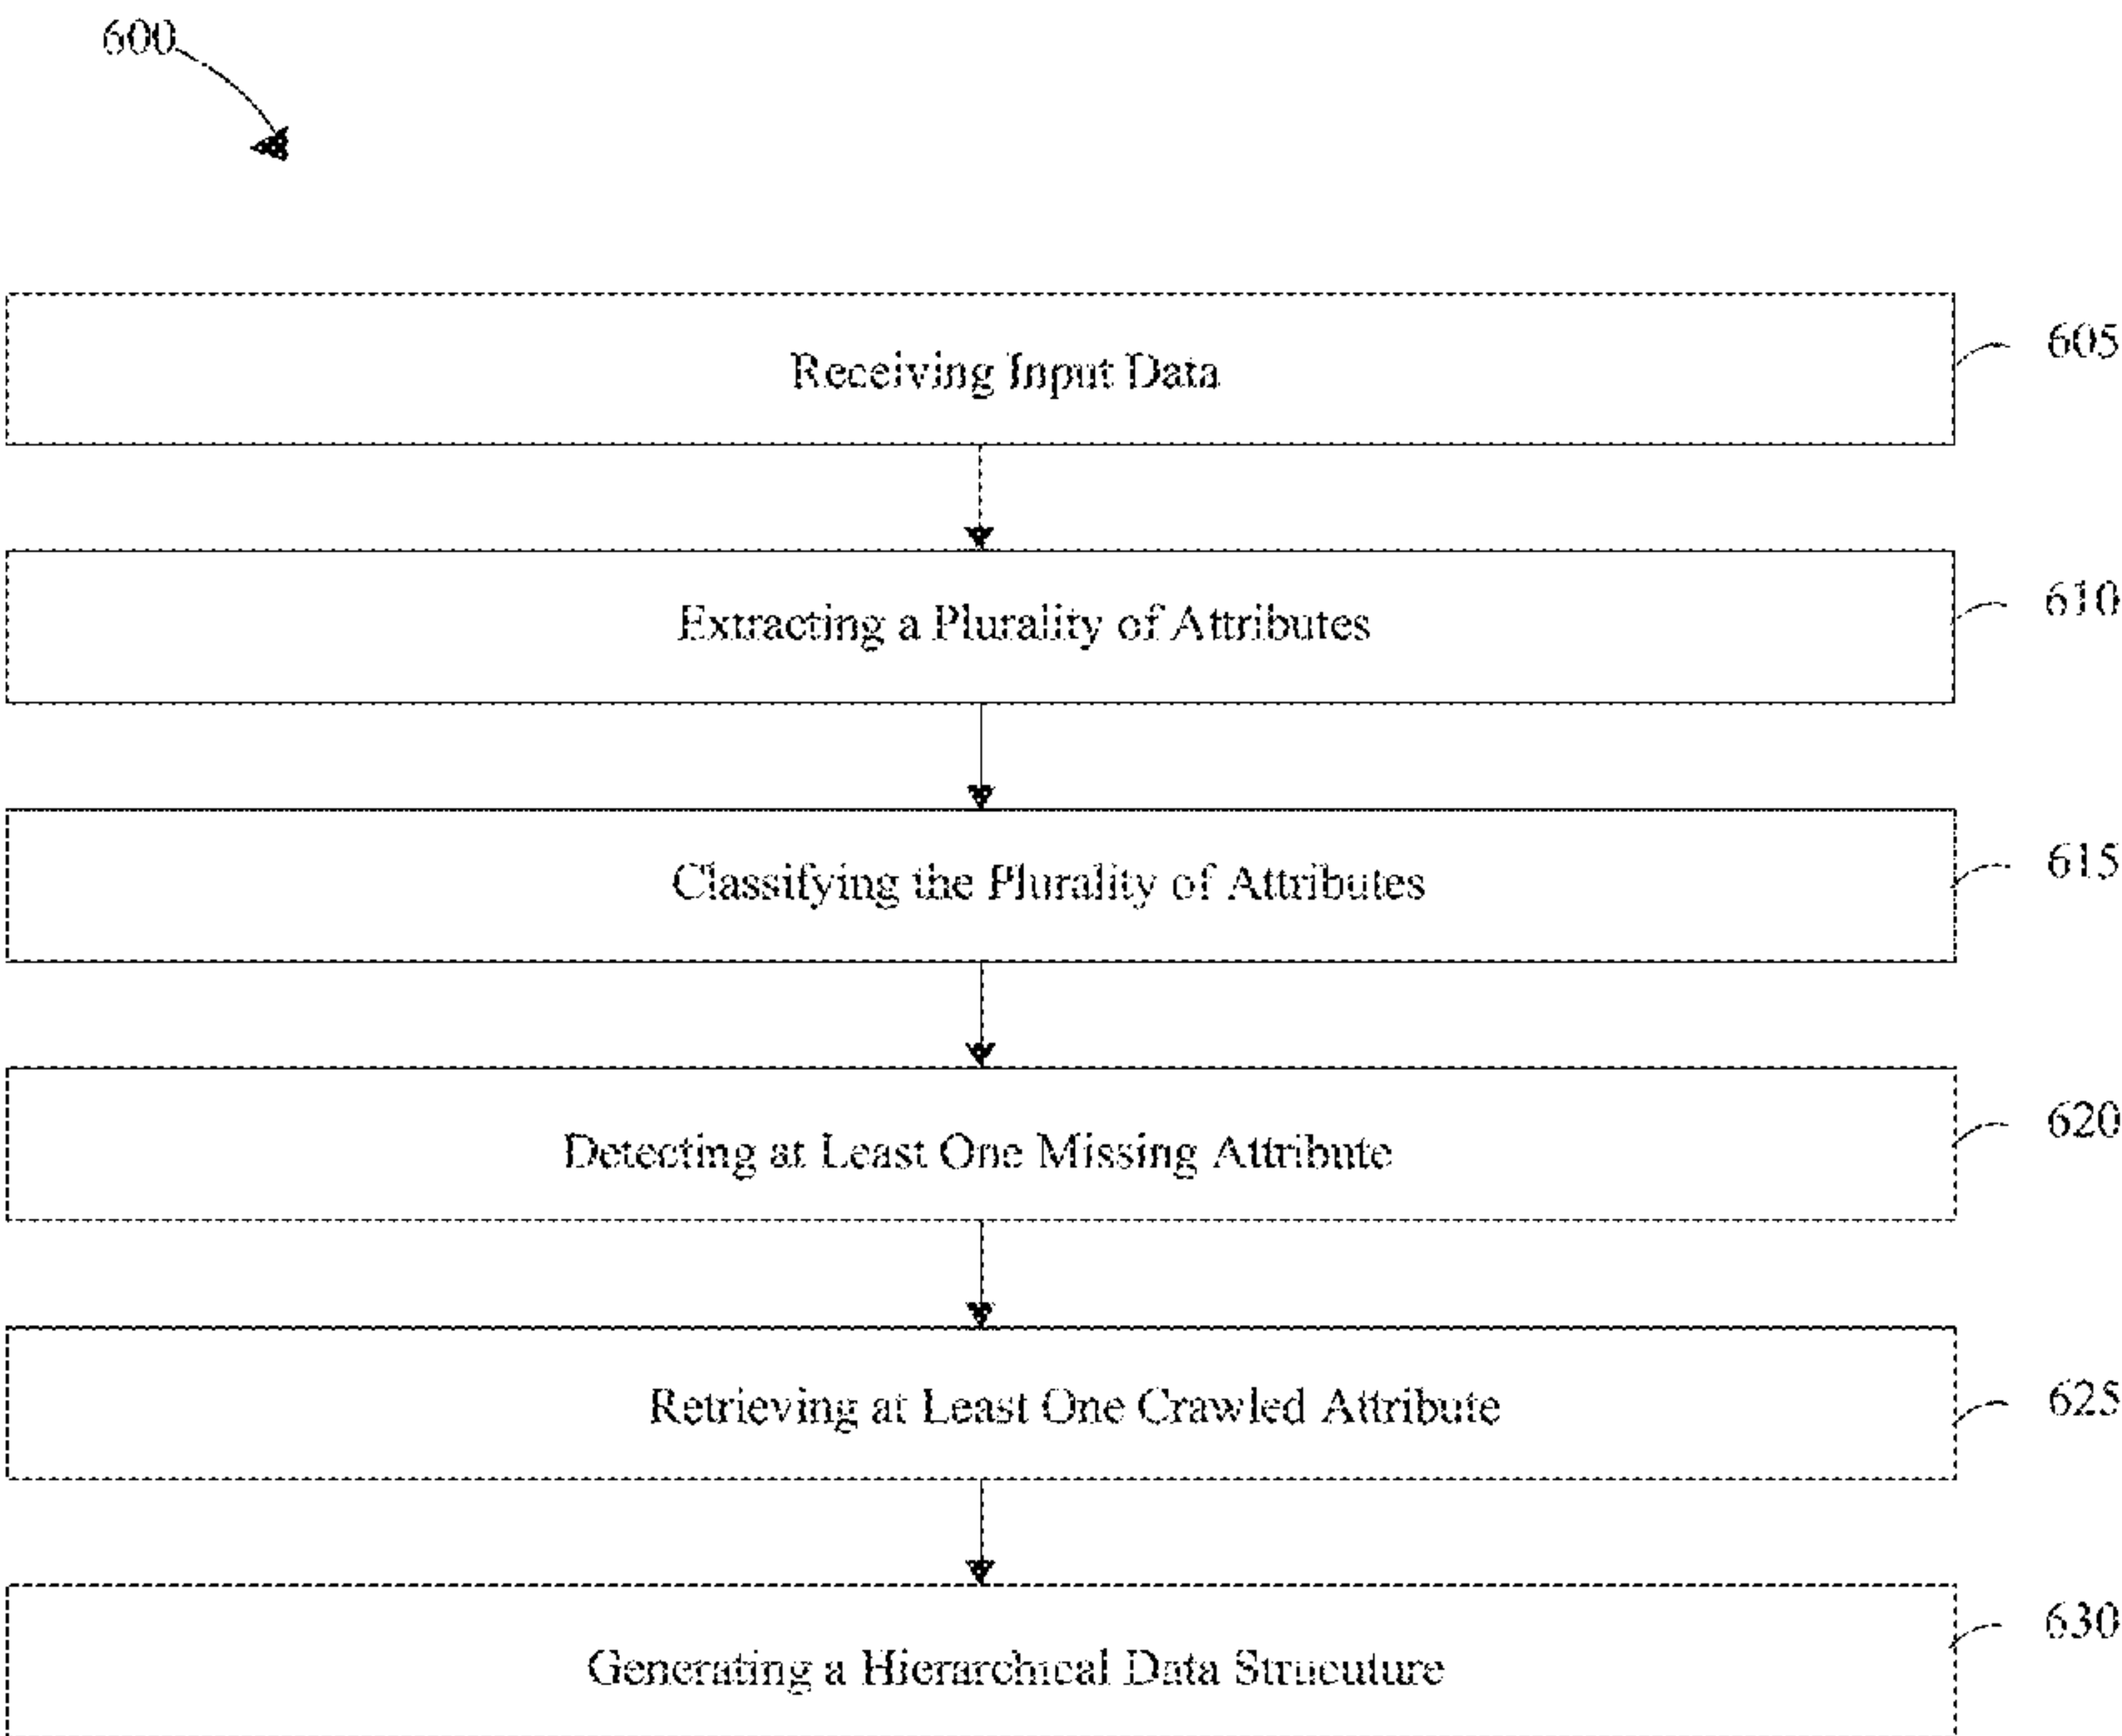 600
Receiving Input Data
605
Extracting a Plurality of Attributes
610
Classifying the Plurality of Attributes
615
Detecting at Least One Missing Attribute
620
Retrieving at Least One Crawled Attribute
625
Generating a Hierarchical Data Strucuture
630